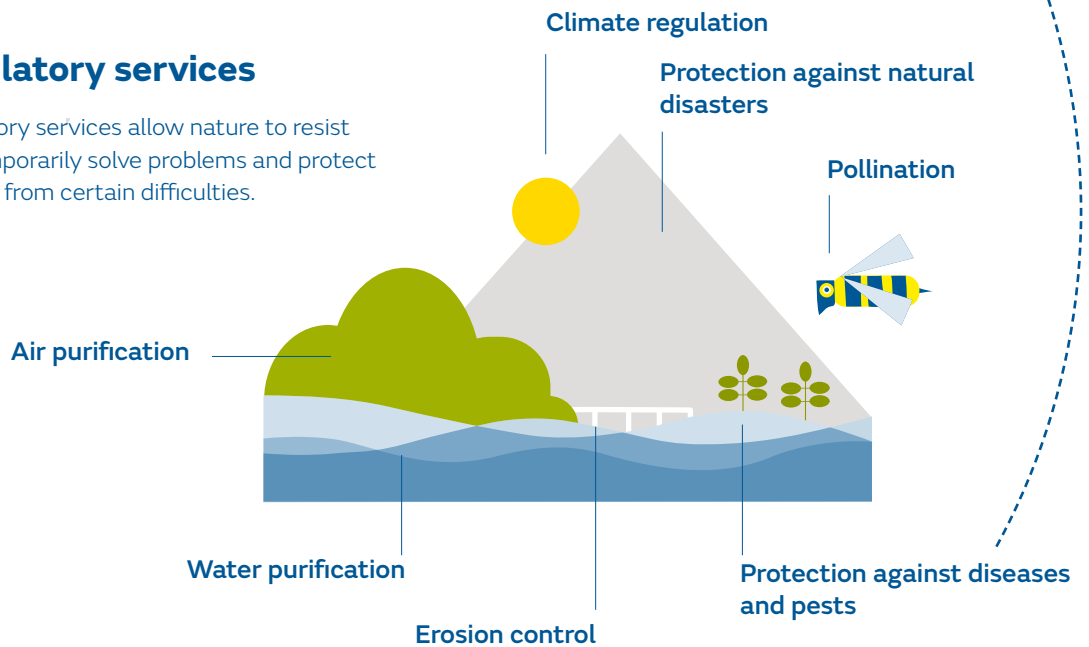 Climate regulation
latory services
Protection against natural
disasters
ory services allow nature to resist
nporarily solve problems and protect
from certain difficulties.
Pollination
Air purification
Water purification
Protection against diseases
and pests
Erosion control